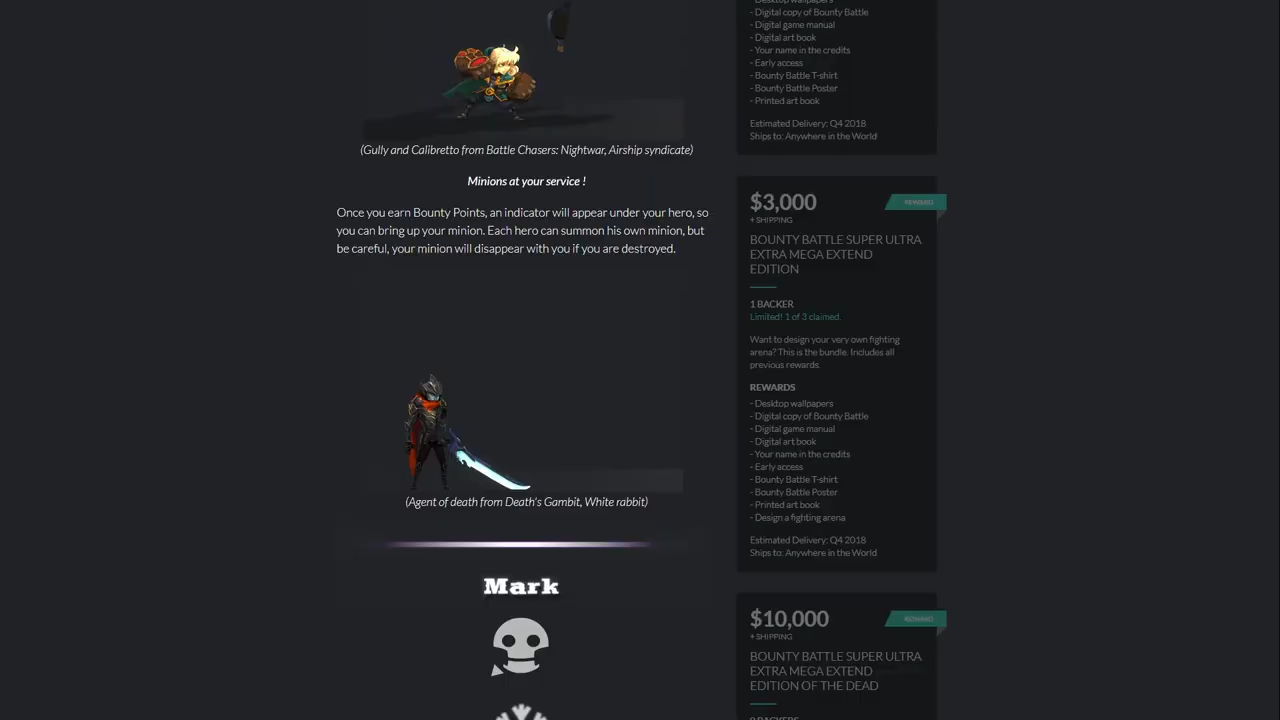 (Gully and Calibretto from Battle Chasers: Nightwar, Airship syndicate)
Minions at your service !
Once you earn Bounty Points, an indicator will appear under your hero, so
you can bring up your minion. Each hero can summon his own minion, but
be careful, your minion will disappear with you if you are destroyed.
(Agent of death from Death's Gambit, White rabbit)
Mark
- Desktop wallpapers
- Digital copy of Bounty Battle
- Digital game manual
- Digital art book
- Your name in the credits
- Early access
- Bounty Battle T-shirt
- Bounty Battle Poster
- Printed art book
Estimated Delivery: Q4 2018
Ships to: Anywhere in the World
$3,000
REWARD
+ SHIPPING
BOUNTY BATTLE SUPER ULTRA
EXTRA MEGA EXTEND
EDITION
1 BACKER
Limited! 1 of 3 claimed.
Want to design your very own fighting
arena? This is the bundle. Includes all
previous rewards.
REWARDS
- Desktop wallpapers
- Digital copy of Bounty Battle
- Digital game manual
- Digital art book
- Your name in the credits
- Early access
- Bounty Battle T-shirt
- Bounty Battle Poster
- Printed art book
- Design a fighting arena
Estimated Delivery: Q4 2018
Ships to: Anywhere in the World
$10,000
REWARD
+ SHIPPING
BOUNTY BATTLE SUPER ULTRA
EXTRA MEGA EXTEND
EDITION OF THE DEAD
BACKERS